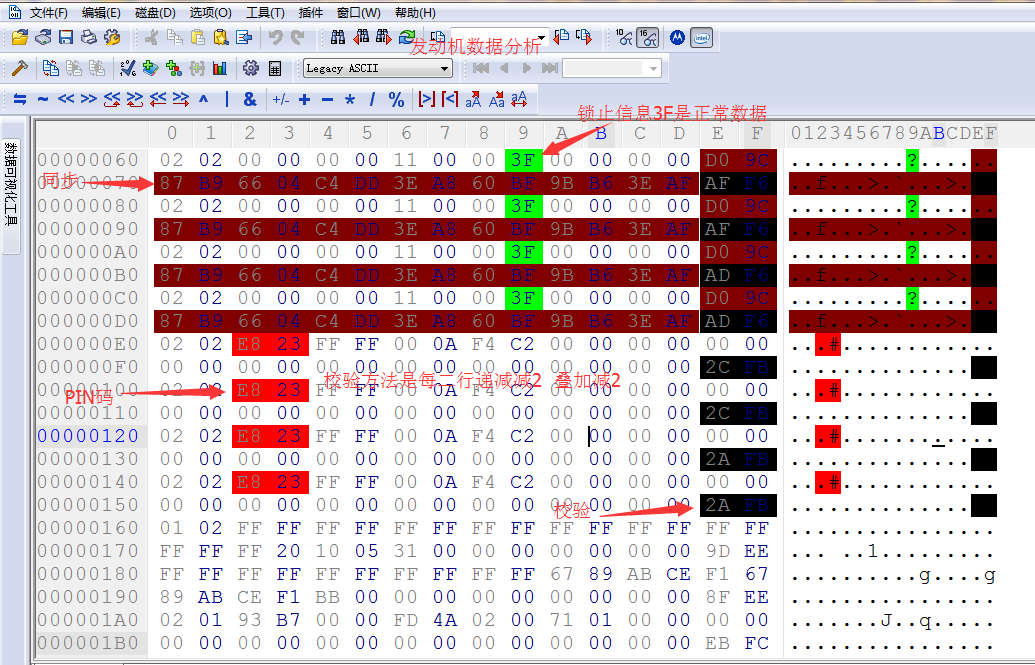 文件(F) 编辑(E) 磁盘(D) 选项(O) 工具(T) 插件 窗口(W) 帮助(H)
发动机数据分析
Legacy ASCII
锁止信息3F是正常数据
数据可视化工具
0 1 2 3 4 5 6 7 8 9 A B C D E F 0123456789ABCDEF
00000060 02 02 00 00 00 00 11 00 00 3F 00 00 00 00 D0 9C .........?......
同步
00000070 87 B9 66 04 C4 DD 3E A8 60 BF 9B B6 3E AF AF F6 ..f...>.`...>...
00000080 02 02 00 00 00 00 11 00 00 3F 00 00 00 00 D0 9C .........?......
00000090 87 B9 66 04 C4 DD 3E A8 60 BF 9B B6 3E AF AF F6 ..f...>.`...>...
000000A0 02 02 00 00 00 00 11 00 00 3F 00 00 00 00 D0 9C .........?......
000000B0 87 B9 66 04 C4 DD 3E A8 60 BF 9B B6 3E AF AD F6 ..f...>.`...>...
000000C0 02 02 00 00 00 00 11 00 00 3F 00 00 00 00 D0 9C .........?......
000000D0 87 B9 66 04 C4 DD 3E A8 60 BF 9B B6 3E AF AD F6 ..f...>.`...>...
000000E0 02 02 E8 23 FF FF 00 0A F4 C2 00 00 00 00 00 00 ...#............
000000F0 00 00 00 00 00 00 00 00 00 00 00 00 00 00 2C FB ................
校验方法是每一行递减减2 叠加减2
PIN码
00000100 02 02 E8 23 FF FF 00 0A F4 C2 00 00 00 00 00 00 ...#............
00000110 00 00 00 00 00 00 00 00 00 00 00 00 00 00 2C FB ................
00000120 02 02 E8 23 FF FF 00 0A F4 C2 00 00 00 00 00 00 ...#............
00000130 00 00 00 00 00 00 00 00 00 00 00 00 00 00 2A FB ................
00000140 02 02 E8 23 FF FF 00 0A F4 C2 00 00 00 00 00 00 ...#............
00000150 00 00 00 00 00 00 00 00 00 00 00 00 00 00 2A FB ................
校验
00000160 01 02 FF FF FF FF FF FF FF FF FF FF FF FF FF FF ................
00000170 FF FF FF 20 10 05 31 00 00 00 00 00 00 00 9D EE ... ..1.........
00000180 FF FF FF FF FF FF FF FF FF FF 67 89 AB CE F1 67 ..........g....g
00000190 89 AB CE F1 BB 00 00 00 00 00 00 00 00 00 8F EE ................
000001A0 02 01 93 B7 00 00 FD 4A 02 00 71 01 00 00 00 00 .......J..q.....
000001B0 00 00 00 00 00 00 00 00 00 00 00 00 00 00 EB FC ................